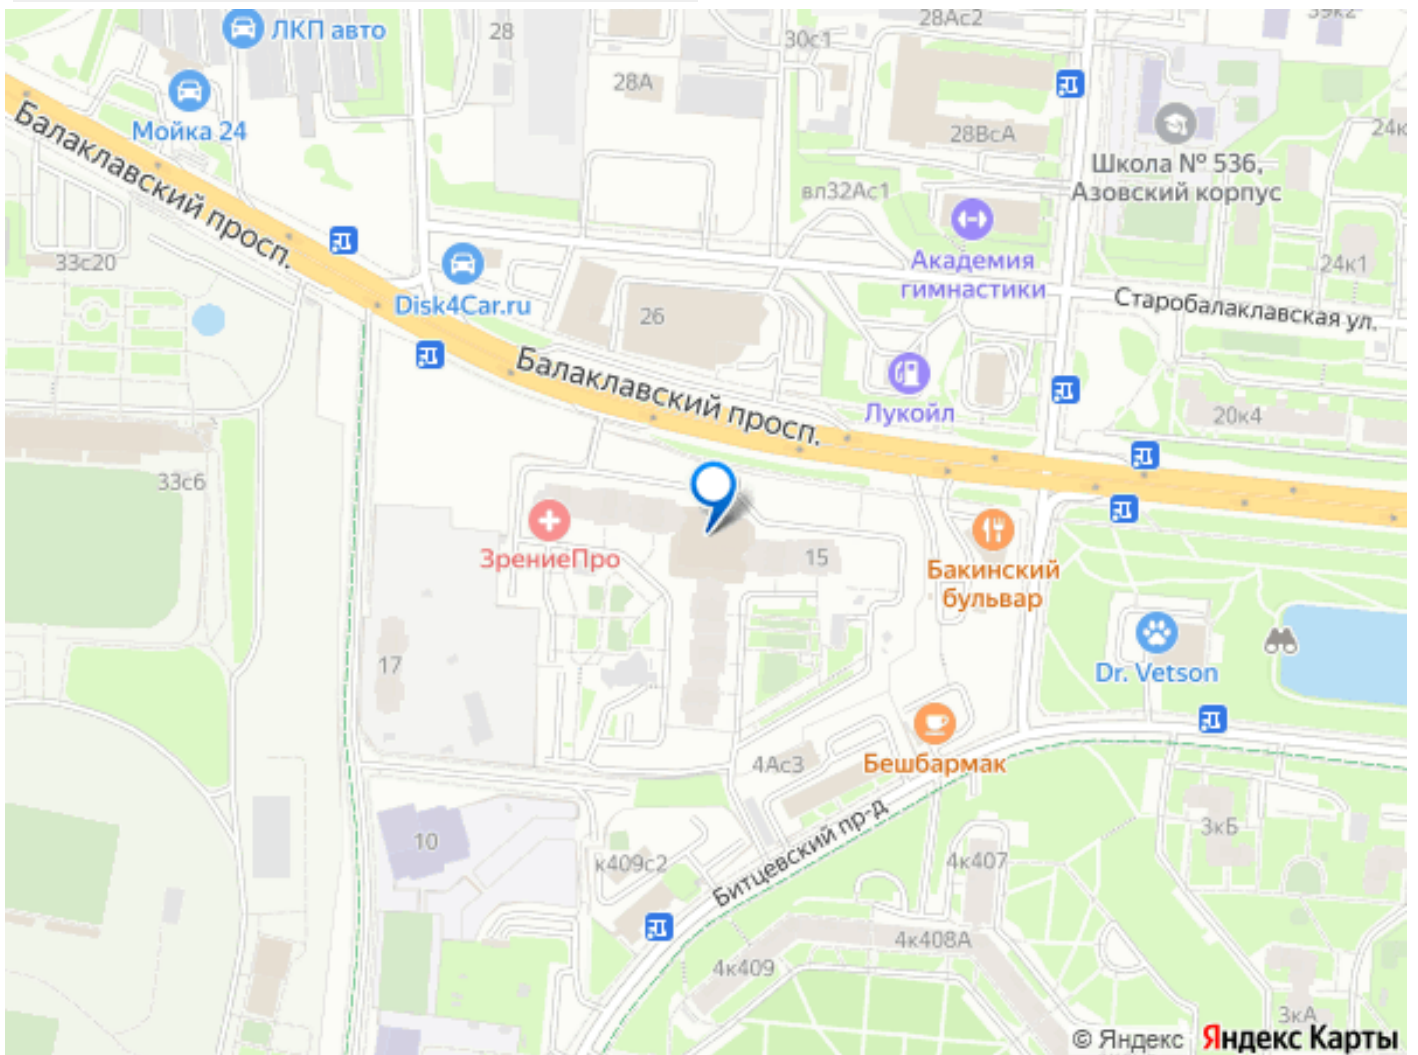 28Ас2
39к2
ЛКП авто
28
30с1
28А
Мойка 24
28ВсА
24к
Школа № 536,
Азовский корпус
Балаклавский просп.
вл32Ас1
33с20
Академия
гимнастики
24к1
Disk4Car.ru
26
Старобалаклавская ул.
Балаклавский просп.
Лукойл
20к4
33с6
ЗрениеПро
15
Бакинский
бульвар
17
Dr. Vetson
4Ас3
Бешбармак
10
3кБ
к409с2
Битцевский пр-д
4к407
4к408А
4к409
3кА
© Яндекс Яндекс Карты